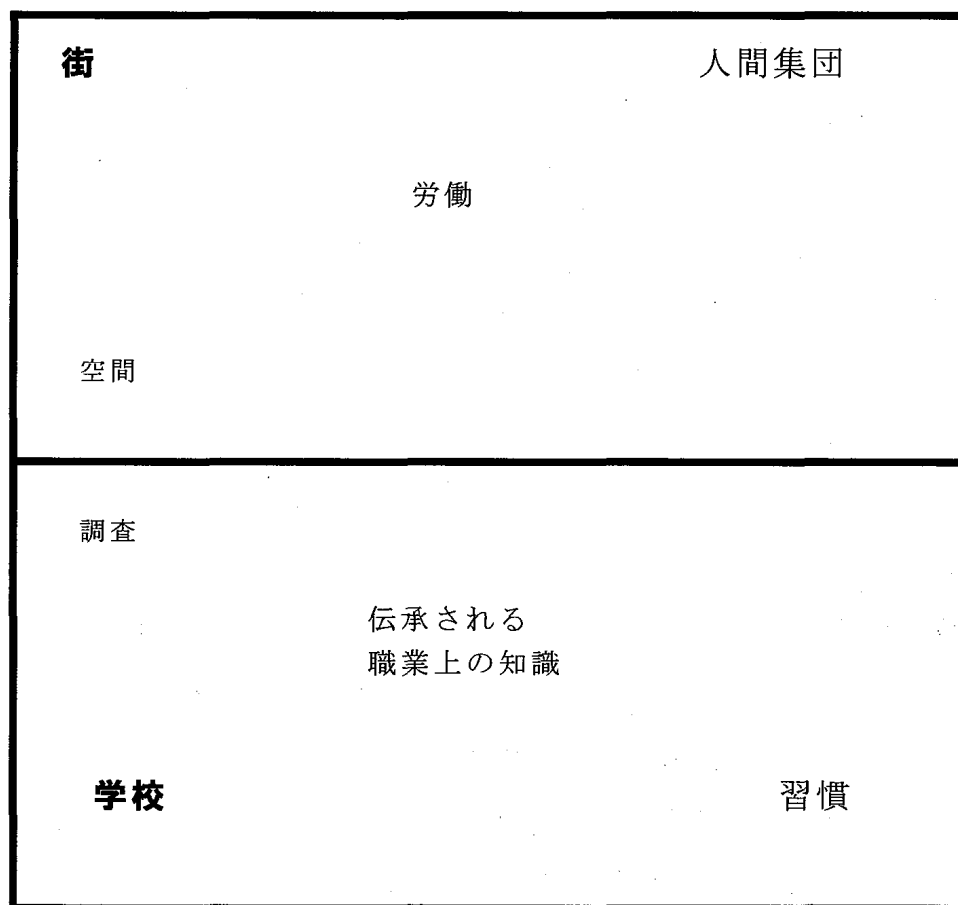 街
人間集団
労働
空間
調査
伝承される
職業上の知識
学校
習慣